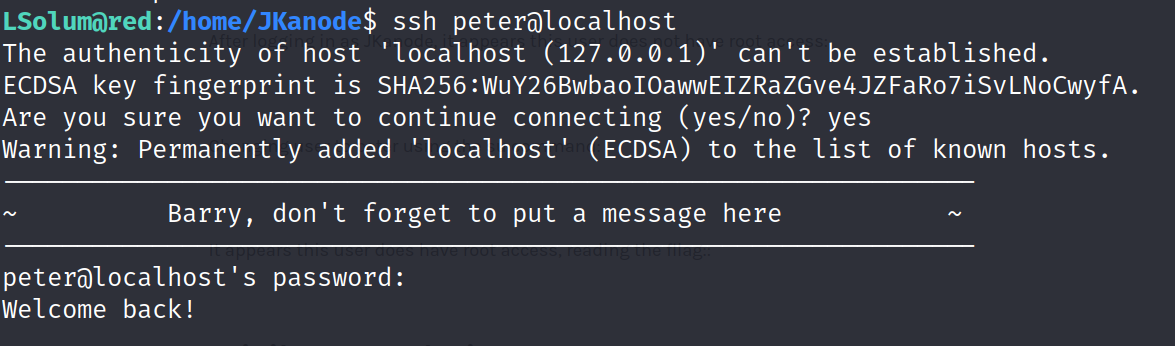 LSolum@red:/home/JKanode$ ssh peter@localhost
The authenticity of host 'localhost (127.0.0.1)' can't be established.
ECDSA key fingerprint is SHA256:WuY26BwbaoIOawwEIZRaZGve4JZFaRo7iSvLNoCwyfA.
Are you sure you want to continue connecting (yes/no)? yes
Warning: Permanently added 'localhost' (ECDSA) to the list of known hosts.
~ Barry, don't forget to put a message here ~
peter@localhost's password:
Welcome back!